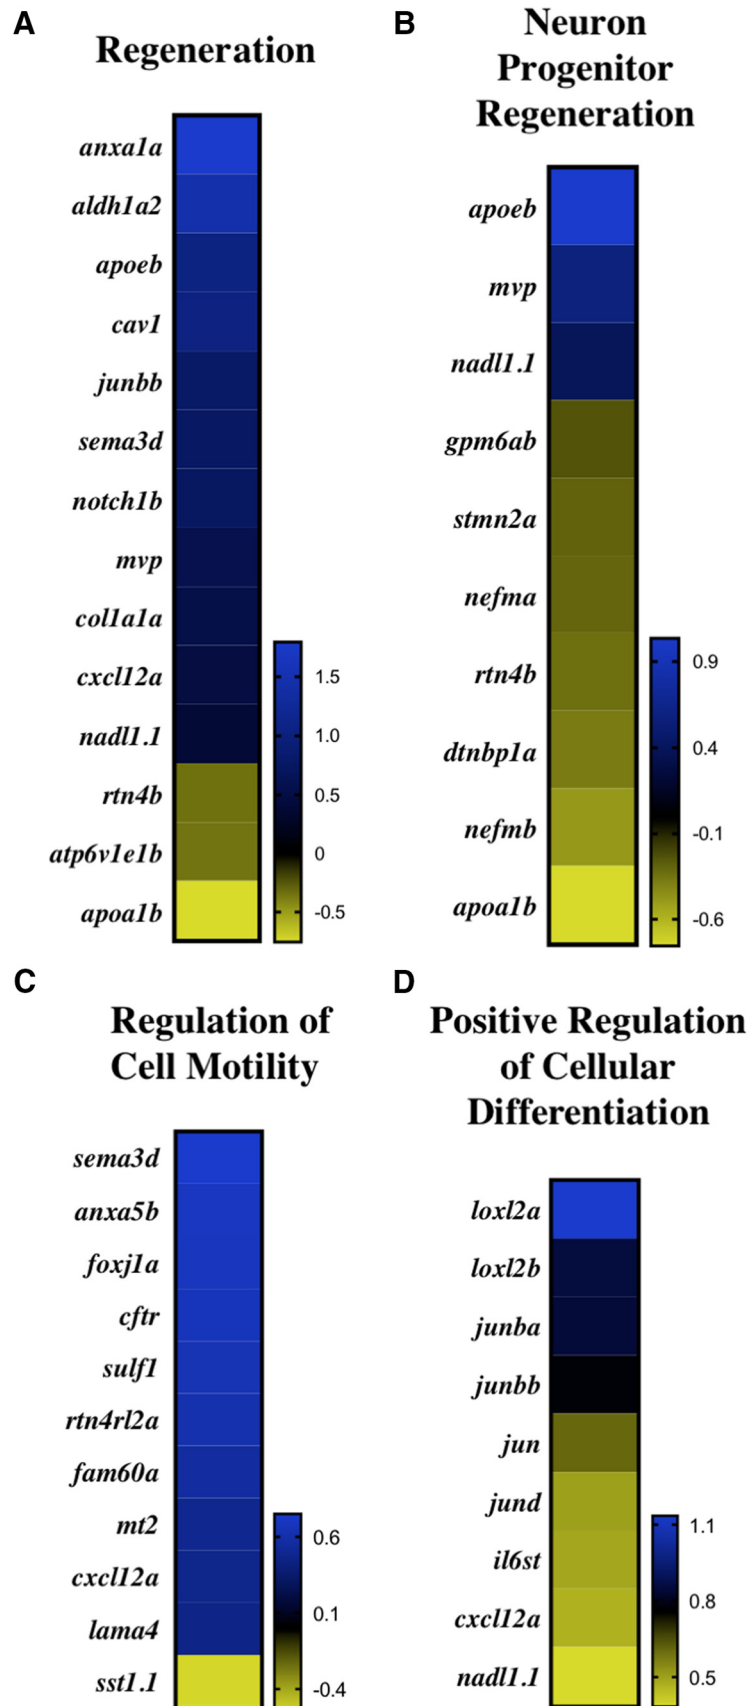 A
Regeneration
anxa1a
aldh1a2
apoeb
cav1
junbb
sema3d
notch1b
mvp
col1a1a
cxcl12a
nadl1.1
rtn4b
atp6v1e1b
apoa1b
1.5
1.0
0.5
0
-0.5
B
Neuron
Progenitor
Regeneration
apoeb
mvp
nadl1.1
gpm6ab
stmn2a
nefma
rtn4b
dtnbp1a
nefmb
apoa1b
0.9
0.4
-0.1
-0.6
C
Regulation of
Cell Motility
sema3d
anxa5b
foxj1a
cftr
sulf1
rtn4rl2a
fam60a
mt2
cxcl12a
lama4
sst1.1
0.6
0.1
-0.4
D
Positive Regulation
of Cellular
Differentiation
loxl2a
loxl2b
junba
junbb
jun
jund
il6st
cxcl12a
nadl1.1
1.1
0.8
0.5